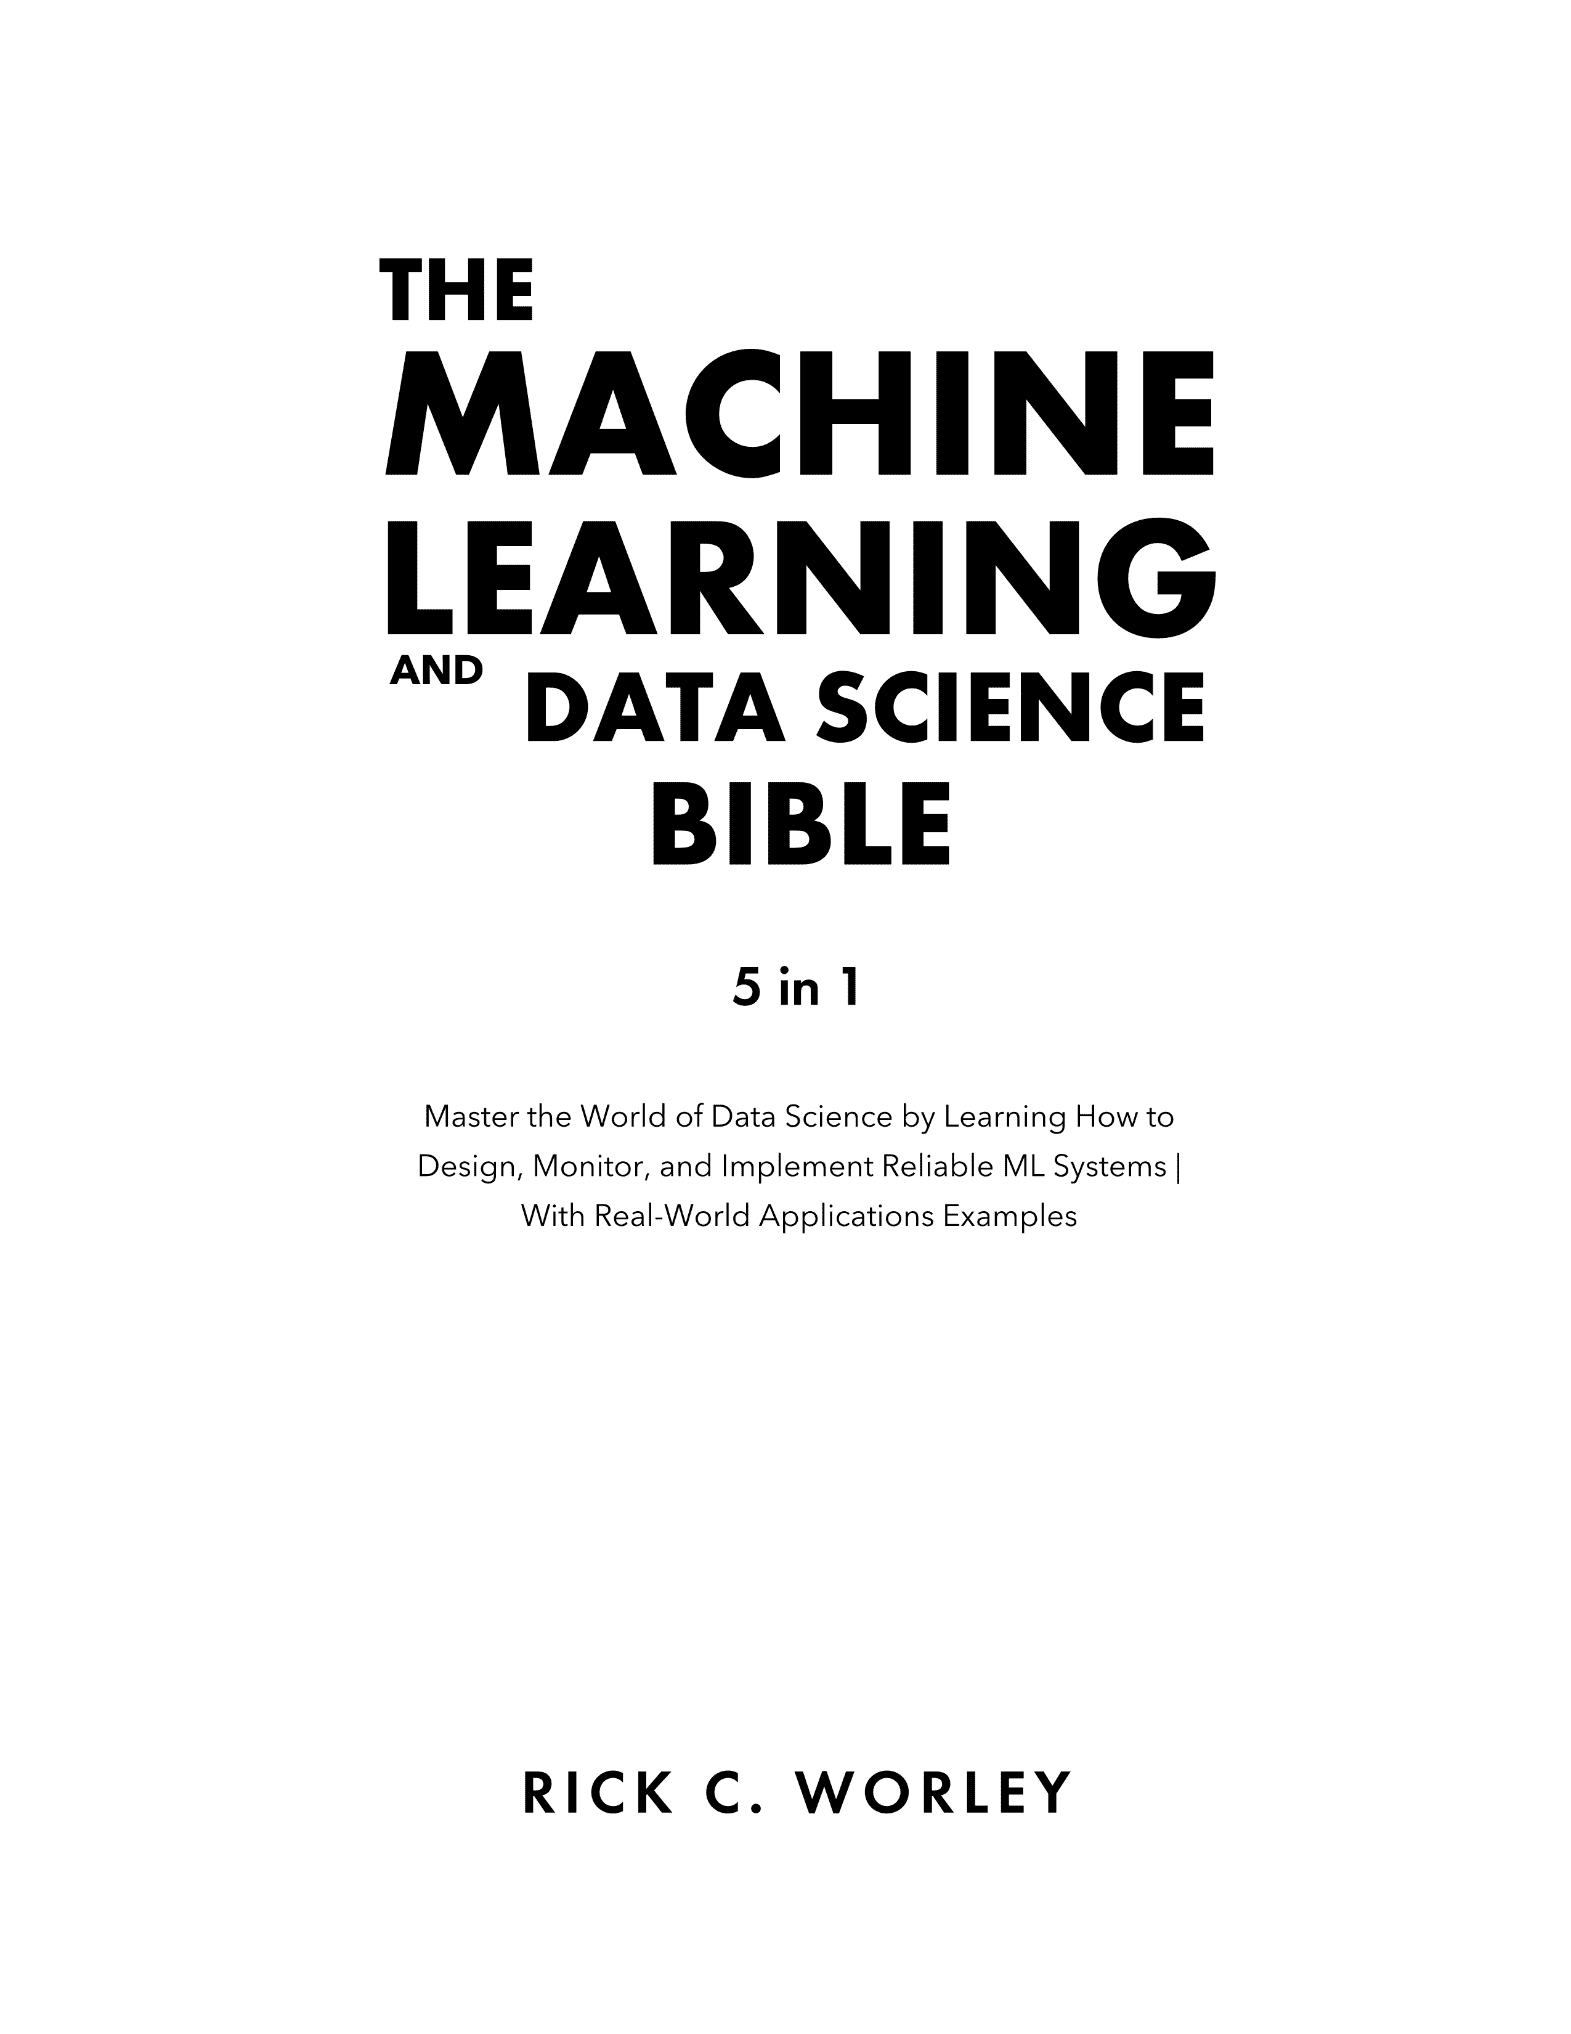 THE
MACHINE
LEARNING
AND DATA SCIENCE
BIBLE
5 in 1
Master the World of Data Science by Learning How to
Design, Monitor, and Implement Reliable ML Systems |
With Real-World Applications Examples
RICK C. WORLEY